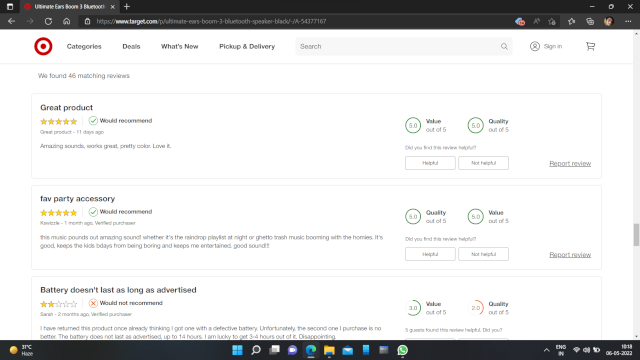 Ultimate Ears Boom 3 Bluetooth
https://www.target.com/p/ultimate-ears-boom-3-bluetooth-speaker-black/-/A-54377167
Categories
Deals
What's New
Pickup & Delivery
Search
Sign in
We found 46 matching reviews
Great product
Would recommend
Great product - 11 days ago
Amazing sounds, works great, pretty color. Love it.
5.0 Value out of 5
5.0 Quality out of 5
Did you find this review helpful?
Helpful
Not helpful
Report review
fav party accessory
Would recommend
Kawizzle - 1 month ago, Verified purchaser
this music pounds out amazing sound! whether it's the raindrop playlist at night or ghetto trash music booming with the homies. It's
good, keeps the kids bdays from being boring and keeps me entertained. good sound!!!
5.0 Quality out of 5
5.0 Value out of 5
Did you find this review helpful?
Helpful
Not helpful
Report review
Battery doesn't last as long as advertised
Would not recommend
Sarah - 2 months ago, Verified purchaser
I have returned this product once already thinking I got one with a defective battery. Unfortunately, the second one I purchase is no
better. The battery does not last as advertised, up to 14 hours. I am lucky to get 3-4 hours out of it. Disappointing.
3.0 Value out of 5
2.0 Quality out of 5
5 guests found this review helpful. Did you?
31°C
Haze
ENG
IN
10:18
06-05-2022